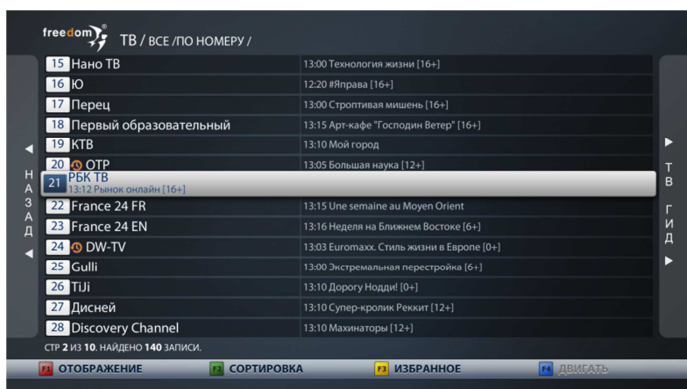 freedom
ТВ / ВСЕ /ПО НОМЕРУ /
15 Нано ТВ 13:00 Технология жизни [16+]
16 Ю 12:20 #Яправа [16+]
17 Перец 13:00 Строптивая мишень [16+]
18 Первый образовательный 13:15 Арт-кафе "Господин Ветер" [16+]
19 КТВ 13:10 Мой город
20 ОТР 13:05 Большая наука [12+]
21 РБК ТВ
13:12 Рынок онлайн [16+]
22 France 24 FR 13:15 Une semaine au Moyen Orient
23 France 24 EN 13:16 Неделя на Ближнем Востоке [6+]
24 DW-TV 13:03 Euromaxx. Стиль жизни в Европе [0+]
25 Gulli 13:00 Экстремальная перестройка [6+]
26 TiJi 13:10 Дорогу Нодди! [0+]
27 Дисней 13:10 Супер-кролик Реккит [12+]
28 Discovery Channel 13:10 Махинаторы [12+]
НАЗАД
ТВ ГИД
СТР 2 ИЗ 10. НАЙДЕНО 140 ЗАПИСИ.
F1 ОТОБРАЖЕНИЕ F2 СОРТИРОВКА F3 ИЗБРАННОЕ F4 ДВИГАТЬ